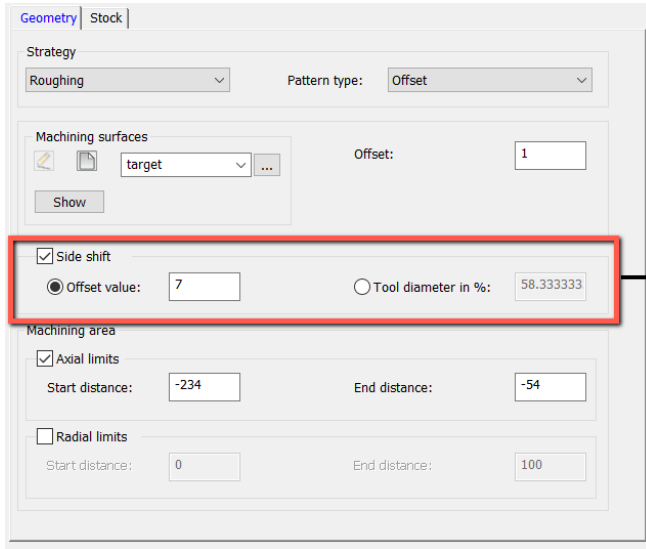 Geometry Stock
Strategy
Roughing Pattern type: Offset
Machining surfaces
target ... Offset: 1
Show
Side shift
Offset value: 7 Tool diameter in %: 58.333333
Machining area
Axial limits
Start distance: -234 End distance: -54
Radial limits
Start distance: 0 End distance: 100